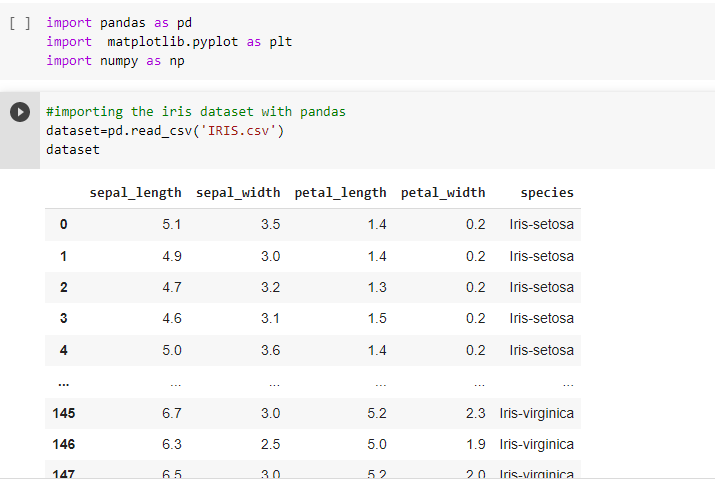 [ ] import pandas as pd
import  matplotlib.pyplot as plt
import numpy as np
#importing the iris dataset with pandas
dataset=pd.read_csv('IRIS.csv')
dataset
sepal_length sepal_width petal_length petal_width species
0 5.1 3.5 1.4 0.2 Iris-setosa
1 4.9 3.0 1.4 0.2 Iris-setosa
2 4.7 3.2 1.3 0.2 Iris-setosa
3 4.6 3.1 1.5 0.2 Iris-setosa
4 5.0 3.6 1.4 0.2 Iris-setosa
... ... ... ... ... ...
145 6.7 3.0 5.2 2.3 Iris-virginica
146 6.3 2.5 5.0 1.9 Iris-virginica
147 6.5 3.0 5.2 2.0 Iris-virginica